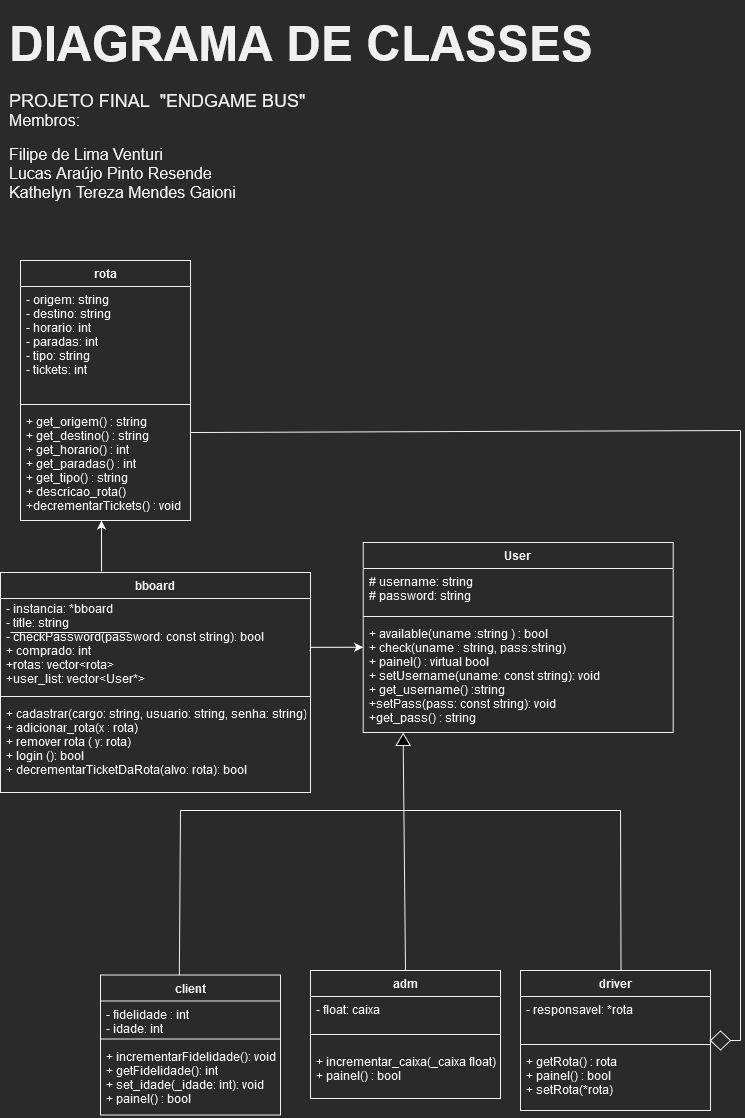 DIAGRAMA DE CLASSES
PROJETO FINAL "ENDGAME BUS"
Membros:
Filipe de Lima Venturi
Lucas Araújo Pinto Resende
Kathelyn Tereza Mendes Gaioni
rota
- origem: string
- destino: string
- horario: int
- paradas: int
- tipo: string
- tickets: int
+ get_origem() : string
+ get_destino() : string
+ get_horario() : int
+ get_paradas() : int
+ get_tipo() : string
+ descricao_rota()
+decrementarTickets() : void
bboard
- instancia: *bboard
- title: string
- checkPassword(password: const string): bool
+ comprado: int
+rotas: vector<rota>
+user_list: vector<User*>
+ cadastrar(cargo: string, usuario: string, senha: string)
+ adicionar_rota(x : rota)
+ remover rota ( y: rota)
+ login (): bool
+ decrementarTicketDaRota(alvo: rota): bool
User
# username: string
# password: string
+ available(uname :string ) : bool
+ check(uname : string, pass:string)
+ painel() : virtual bool
+ setUsername(uname: const string): void
+ get_username() :string
+setPass(pass: const string): void
+get_pass() : string
client
- fidelidade : int
- idade: int
+ incrementarFidelidade(): void
+ getFidelidade(): int
+ set_idade(_idade: int): void
+ painel() : bool
adm
- float: caixa
+ incrementar_caixa(_caixa float)
+ painel() : bool
driver
- responsavel: *rota
+ getRota() : rota
+ painel() : bool
+ setRota(*rota)